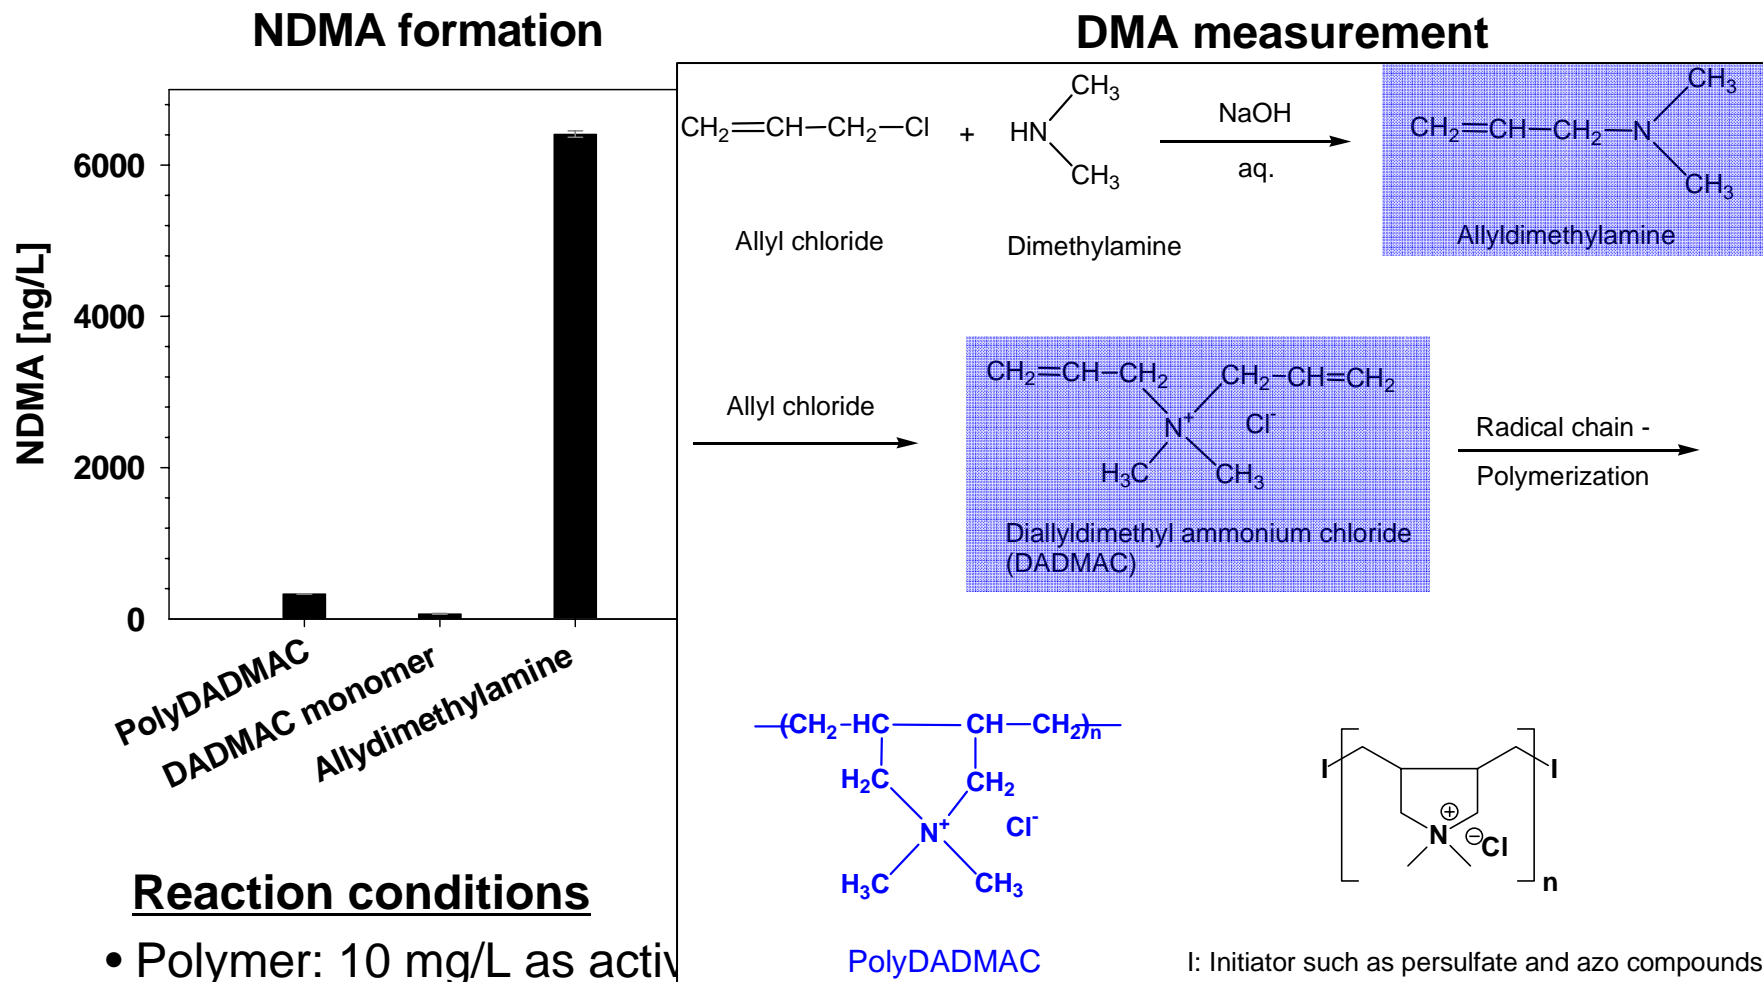 NDMA formation
DMA measurement
NDMA [ng/L]
6000
4000
2000
0
PolyDADMAC
DADMAC monomer
Allydimethylamine
CH2=CH-CH2-Cl + HN CH3 CH3
NaOH
aq.
CH2=CH-CH2-N CH3 CH3
Allyl chloride
Dimethylamine
Allyldimethylamine
Allyl chloride
CH2=CH-CH2 CH2-CH=CH2
N+ Cl-
H3C CH3
Diallyldimethyl ammonium chloride
(DADMAC)
Radical chain -
Polymerization
(CH2-HC CH-CH2)n
H2C CH2
N+ Cl-
H3C CH3
PolyDADMAC
I I
N ⊕ ⊖Cl
n
I: Initiator such as persulfate and azo compounds
Reaction conditions
• Polymer: 10 mg/L as activ